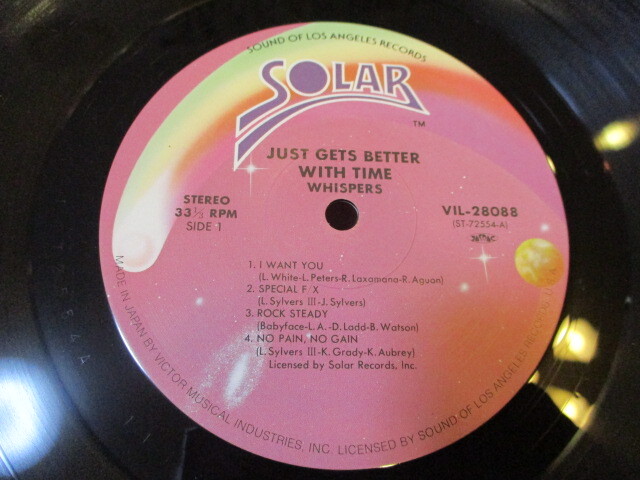 SOUND OF LOS ANGELES RECORDS
SOLAR
TM
JUST GETS BETTER
WITH TIME
WHISPERS
STEREO
33 1/3 RPM
SIDE 1
VIL-28088
(ST-72554-A)
1. I WANT YOU
(L. White-L. Peters-R. Laxamana-R. Aguon)
2. SPECIAL F X
(L. Sylvers III-J. Sylvers)
3. ROCK STEADY
(Babyface-L.A.-D. Ladd-B. Watson)
4. NO PAIN, NO GAIN
(L. Sylvers III-K. Grady-K. Aubrey)
Licensed by Solar Records, Inc.
MADE IN JAPAN BY VICTOR MUSICAL INDUSTRIES, INC. LICENSED BY SOUND OF LOS ANGELES RECORDS, U.S.A.